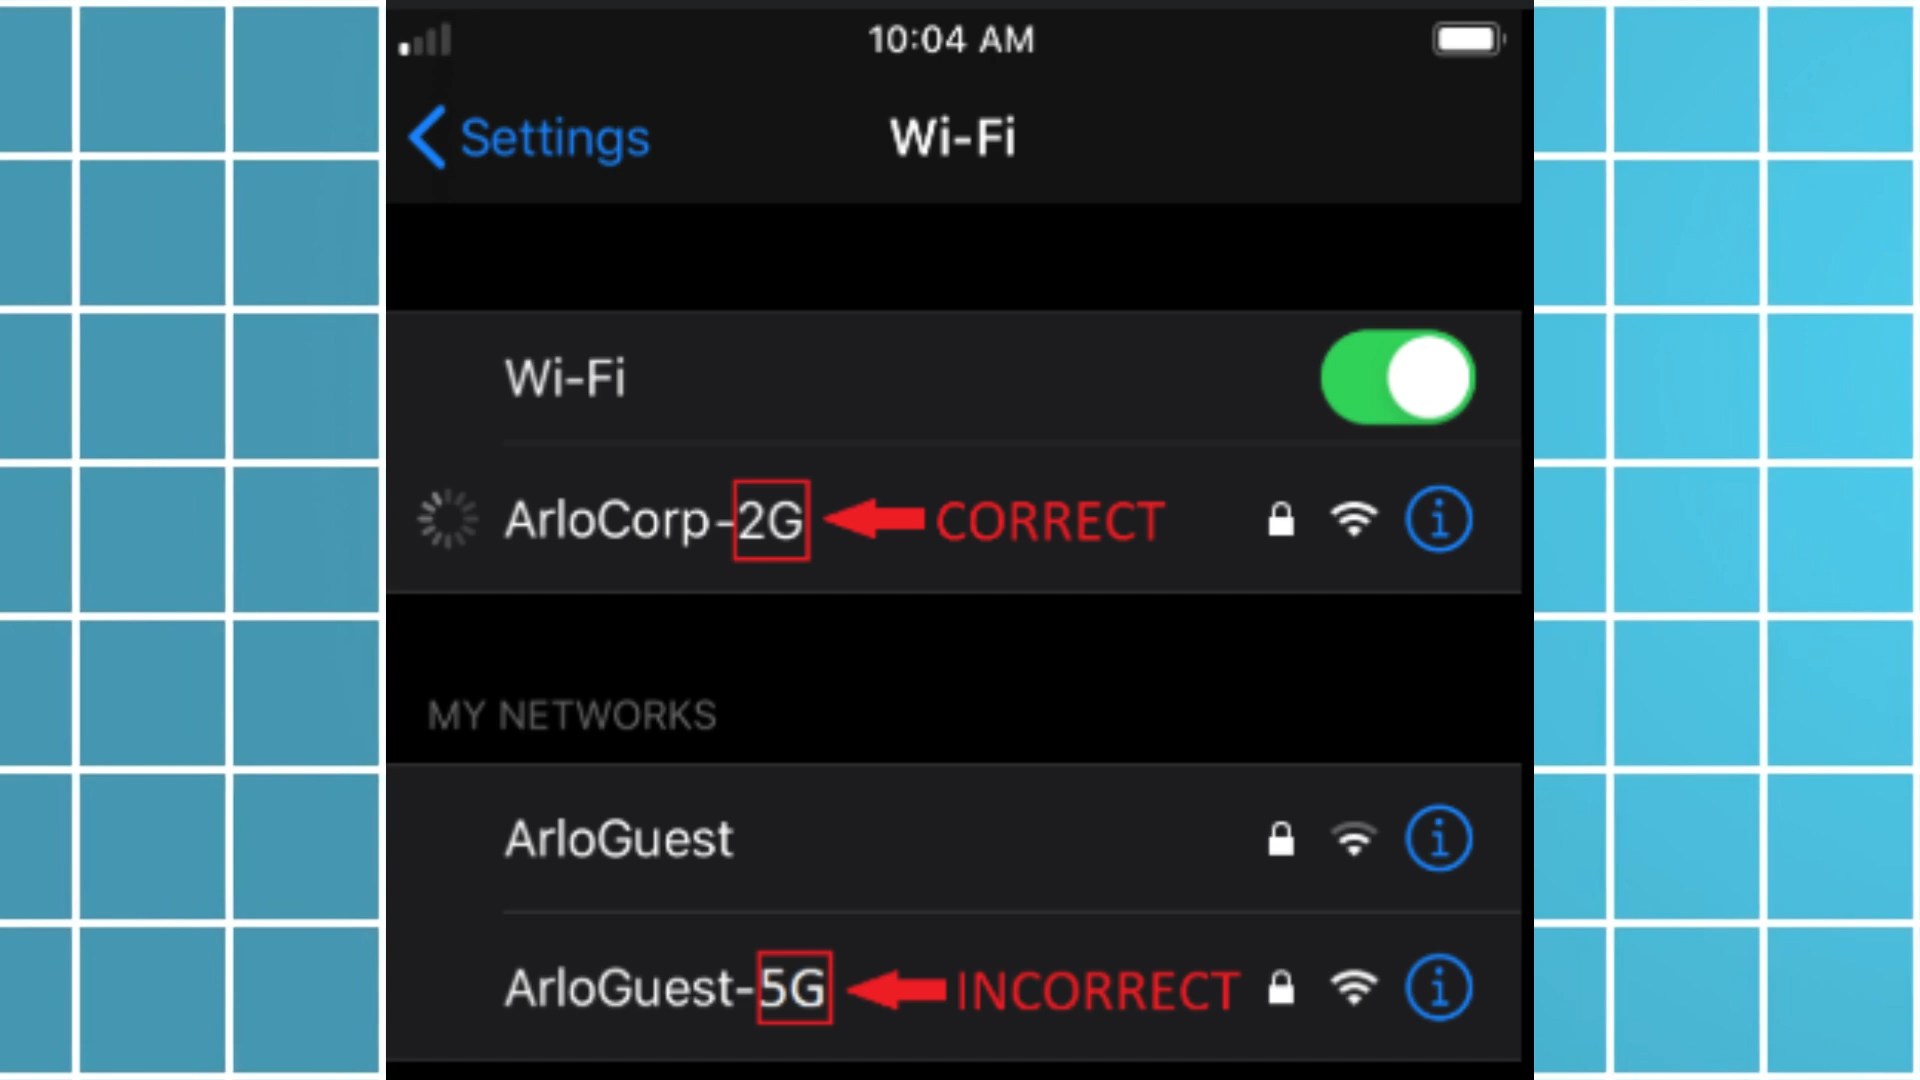 10:04 AM
Settings
Wi-Fi
Wi-Fi
ArloCorp-2G CORRECT
MY NETWORKS
ArloGuest
ArloGuest-5G INCORRECT